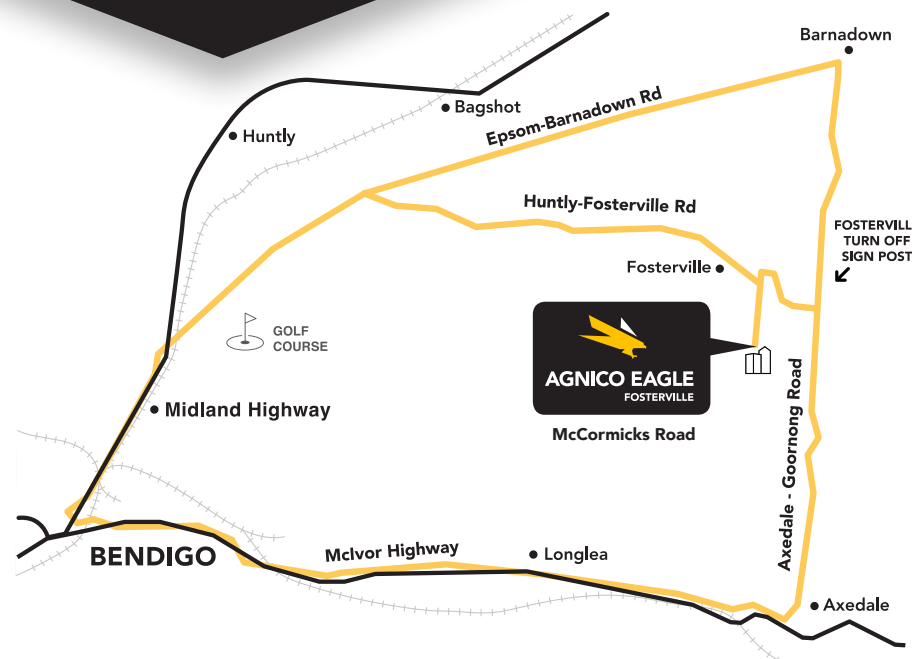 Barnadown
Bagshot
Huntly
Epsom-Barnadown Rd
Huntly-Fosterville Rd
FOSTERVILL
TURN OFF
SIGN POST
Fosterville
GOLF
COURSE
AGNICO EAGLE
FOSTERVILLE
McCormicks Road
Midland Highway
Axedale - Goornong Road
BENDIGO
McIvor Highway
Longlea
Axedale